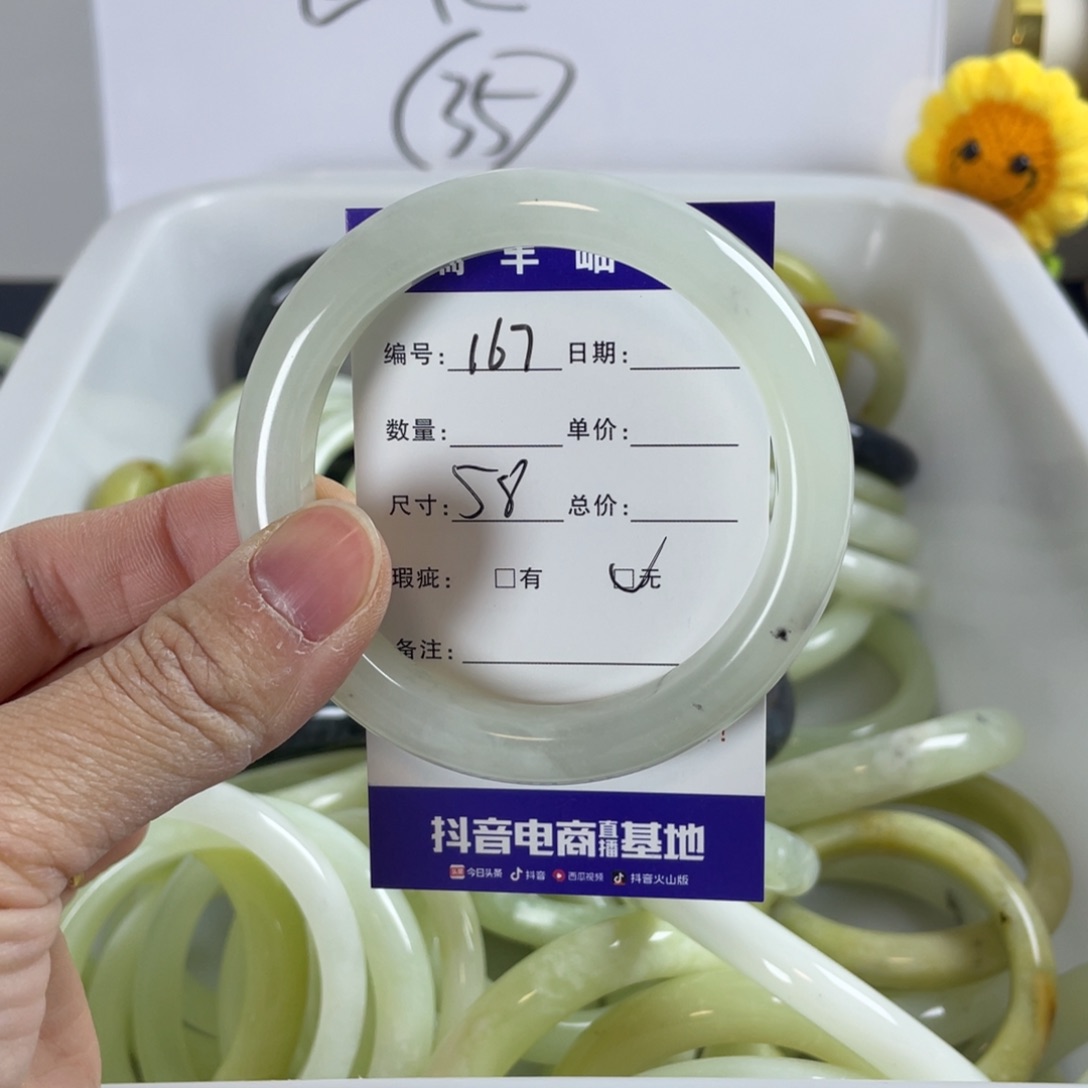 (35)
编号: 167 日期:
数量: 单价:
尺寸: 58 总价:
瑕疵: □有 ☑无
备注:
抖音电商直播基地
头条 今日头条 抖音 西瓜视频 抖音火山版